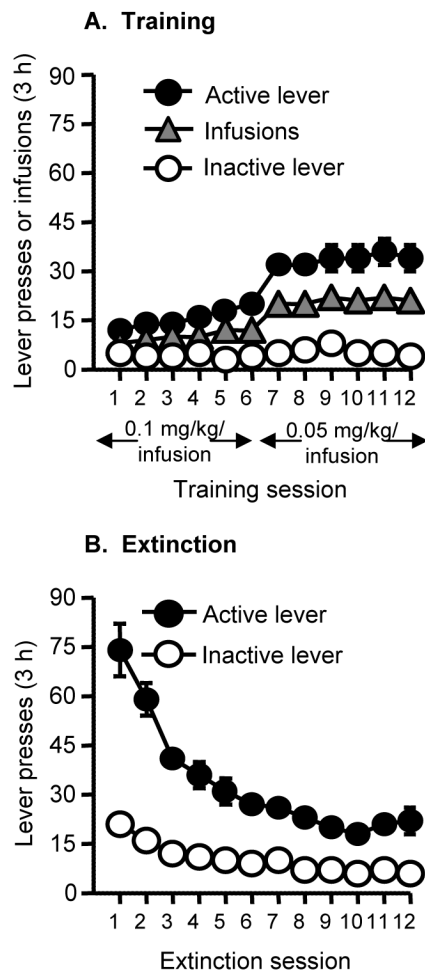 A. Training
Lever presses or infusions (3 h)
90
75
60
45
30
15
0
Active lever
Infusions
Inactive lever
1 2 3 4 5 6 7 8 9 10 11 12
0.1 mg/kg/ 0.05 mg/kg/
infusion infusion
Training session
B. Extinction
Lever presses (3 h)
90
75
60
45
30
15
0
Active lever
Inactive lever
1 2 3 4 5 6 7 8 9 10 11 12
Extinction session